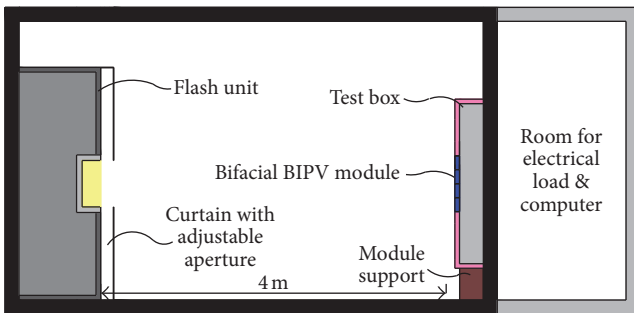 Flash unit
Test box
Bifacial BIPV module
Room for
electrical
load &
computer
Curtain with
adjustable
aperture
Module
support
4 m